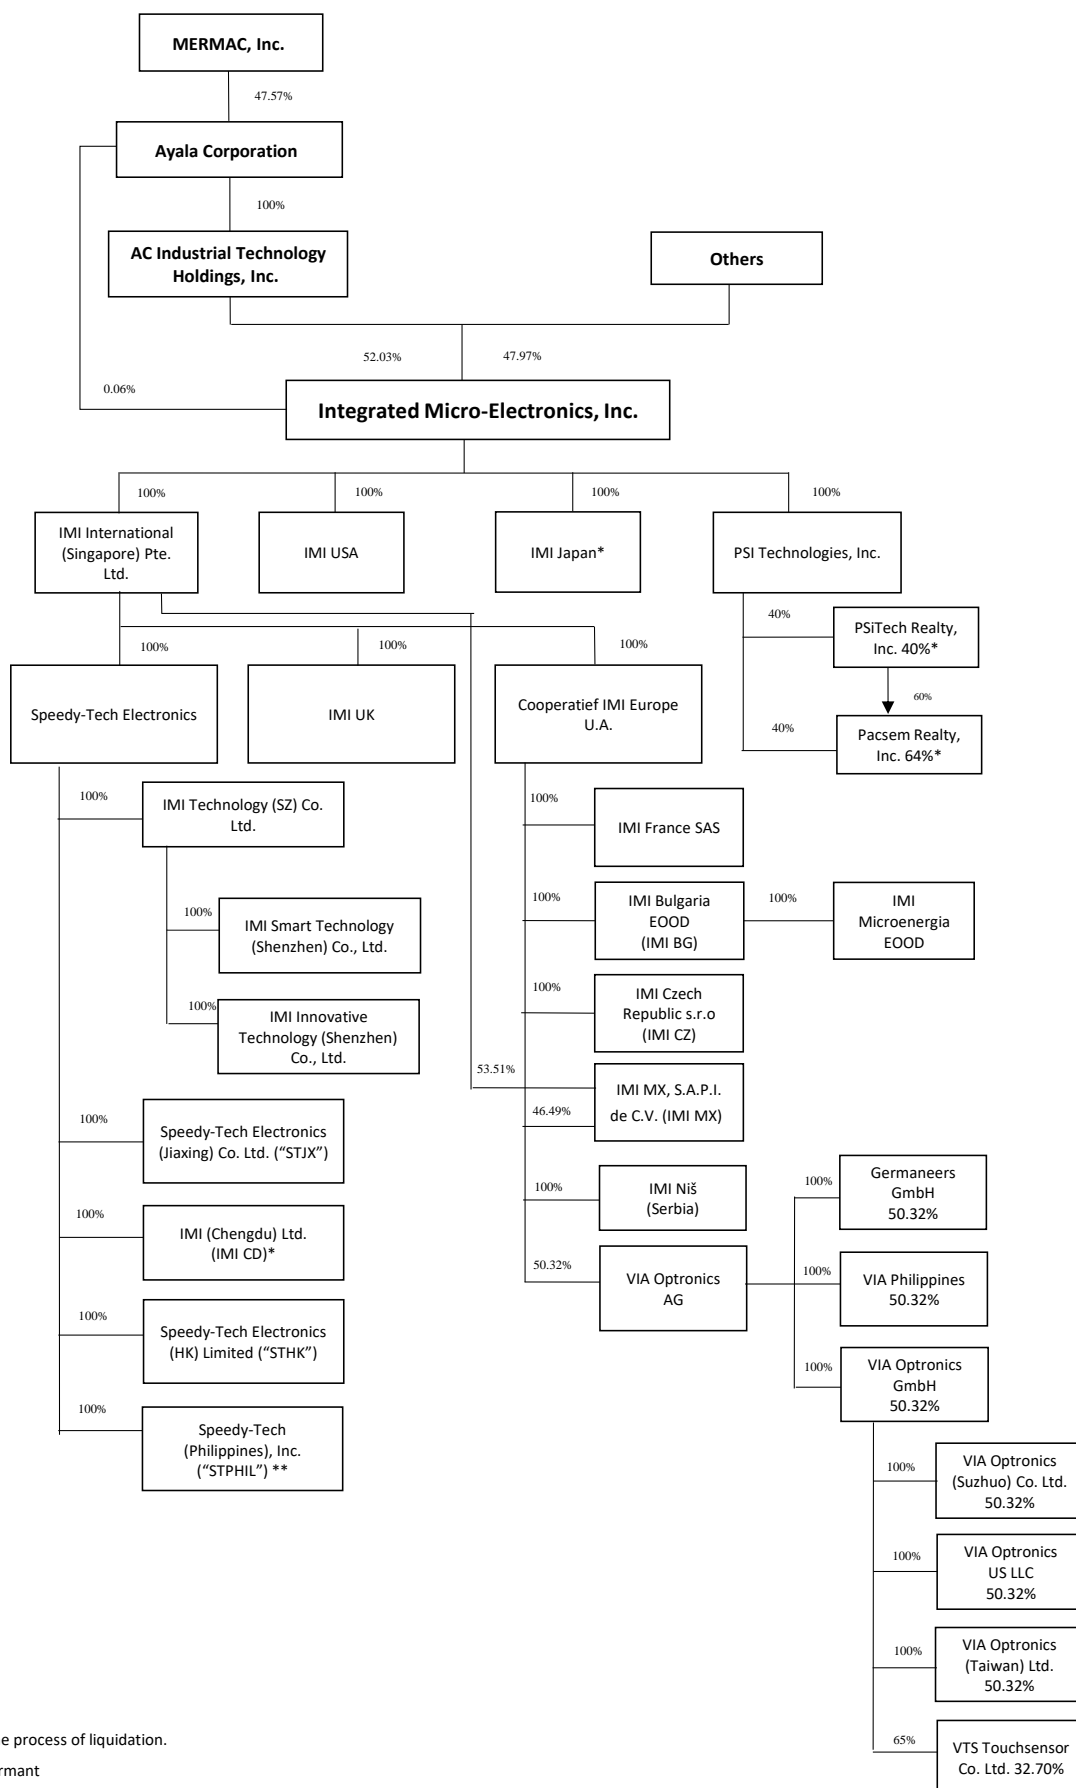 MERMAC, Inc.
47.57%
Ayala Corporation
100%
AC Industrial Technology
Holdings, Inc.
Others
52.03%
47.97%
0.06%
Integrated Micro-Electronics, Inc.
100%
100%
100%
100%
IMI International
(Singapore) Pte.
Ltd.
IMI USA
IMI Japan*
PSI Technologies, Inc.
40%
PSiTech Realty,
Inc. 40%*
60%
40%
Pacsem Realty,
Inc. 64%*
100%
100%
100%
Speedy-Tech Electronics
IMI UK
Cooperatief IMI Europe
U.A.
100%
IMI Technology (SZ) Co.
Ltd.
100%
IMI Smart Technology
(Shenzhen) Co., Ltd.
100%
IMI Innovative
Technology (Shenzhen)
Co., Ltd.
100%
Speedy-Tech Electronics
(Jiaxing) Co. Ltd. (“STJX”)
100%
IMI (Chengdu) Ltd.
(IMI CD)*
100%
Speedy-Tech Electronics
(HK) Limited (“STHK”)
100%
Speedy-Tech
(Philippines), Inc.
(“STPHIL”) **
100%
IMI France SAS
100%
IMI Bulgaria
EOOD
(IMI BG)
100%
IMI
Microenergia
EOOD
100%
IMI Czech
Republic s.r.o
(IMI CZ)
53.51%
46.49%
IMI MX, S.A.P.I.
de C.V. (IMI MX)
100%
IMI Niš
(Serbia)
50.32%
VIA Optronics
AG
100%
Germaneers
GmbH
50.32%
100%
VIA Philippines
50.32%
100%
VIA Optronics
GmbH
50.32%
100%
VIA Optronics
(Suzhuo) Co. Ltd.
50.32%
100%
VIA Optronics
US LLC
50.32%
100%
VIA Optronics
(Taiwan) Ltd.
50.32%
65%
VTS Touchsensor
Co. Ltd. 32.70%
process of liquidation.